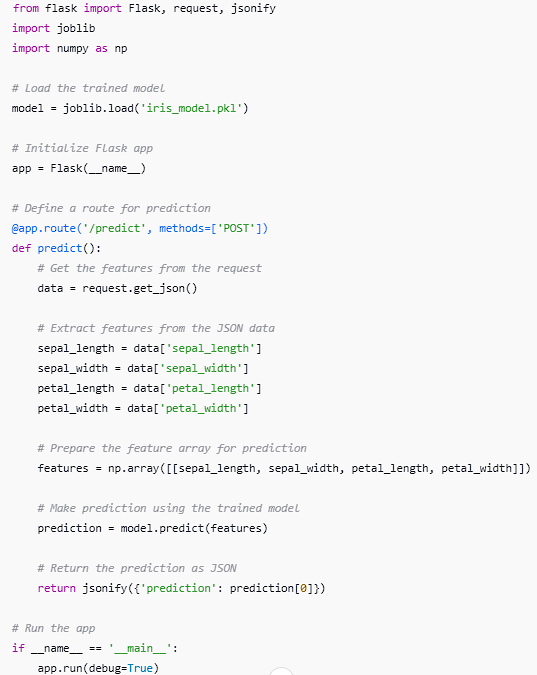 from flask import Flask, request, jsonify
import joblib
import numpy as np

# Load the trained model
model = joblib.load('iris_model.pkl')

# Initialize Flask app
app = Flask(__name__)

# Define a route for prediction
@app.route('/predict', methods=['POST'])
def predict():
    # Get the features from the request
    data = request.get_json()

    # Extract features from the JSON data
    sepal_length = data['sepal_length']
    sepal_width = data['sepal_width']
    petal_length = data['petal_length']
    petal_width = data['petal_width']

    # Prepare the feature array for prediction
    features = np.array([[sepal_length, sepal_width, petal_length, petal_width]])

    # Make prediction using the trained model
    prediction = model.predict(features)

    # Return the prediction as JSON
    return jsonify({'prediction': prediction[0]})

# Run the app
if __name__ == '__main__':
    app.run(debug=True)